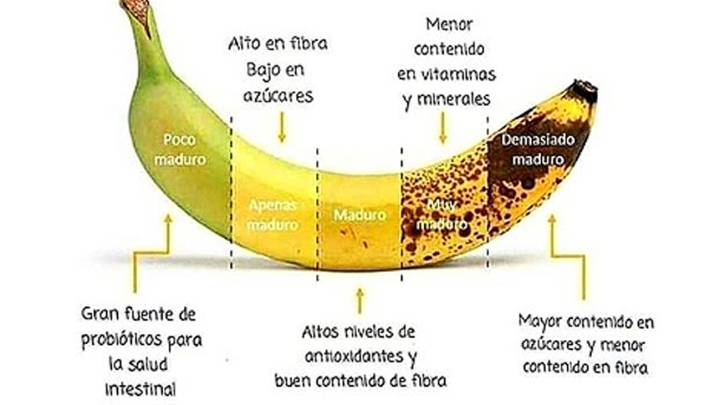 Alto en fibra
Bajo en
azúcares
Menor
contenido
en vitaminas
y minerales
Poco
maduro
Apenas
maduro
Maduro
Muy
maduro
Demasiado
maduro
Gran fuente de
probióticos para
la salud
intestinal
Altos niveles de
antioxidantes y
buen contenido de fibra
Mayor contenido en
azúcares y menor
contenido en fibra